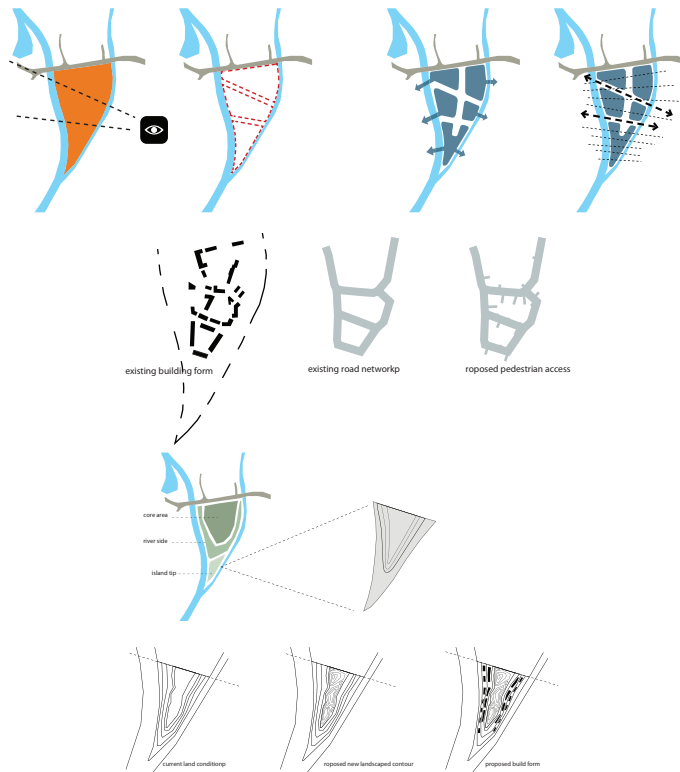 existing building form
existing road networkp
roposed pedestrian access
core area
river side
island tip
current land conditionp
roposed new landscaped contour
proposed build form